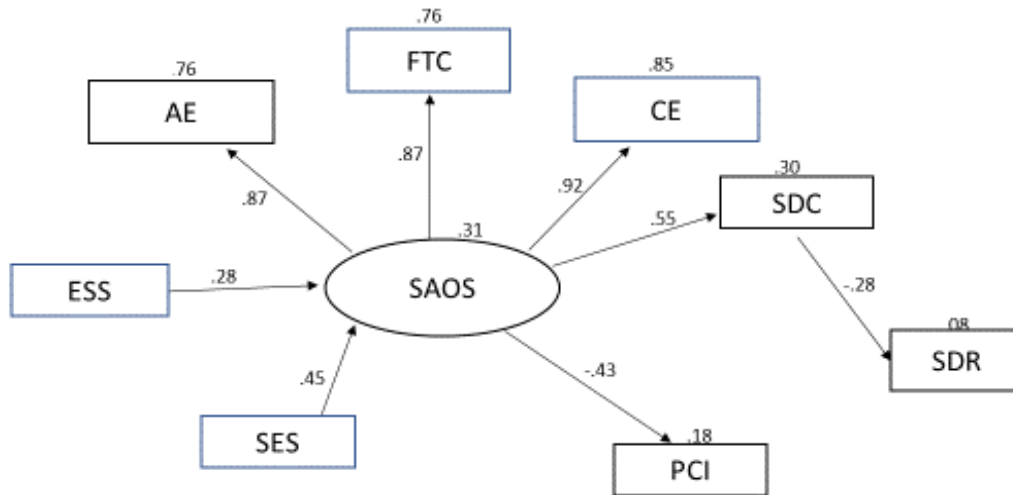 .76
FTC
.76
AE
.85
CE
.87
.87
.92
.30
SDC
.55
.31
SAOS
ESS
.28
-.28
.08
SDR
.45
-.43
SES
.18
PCI